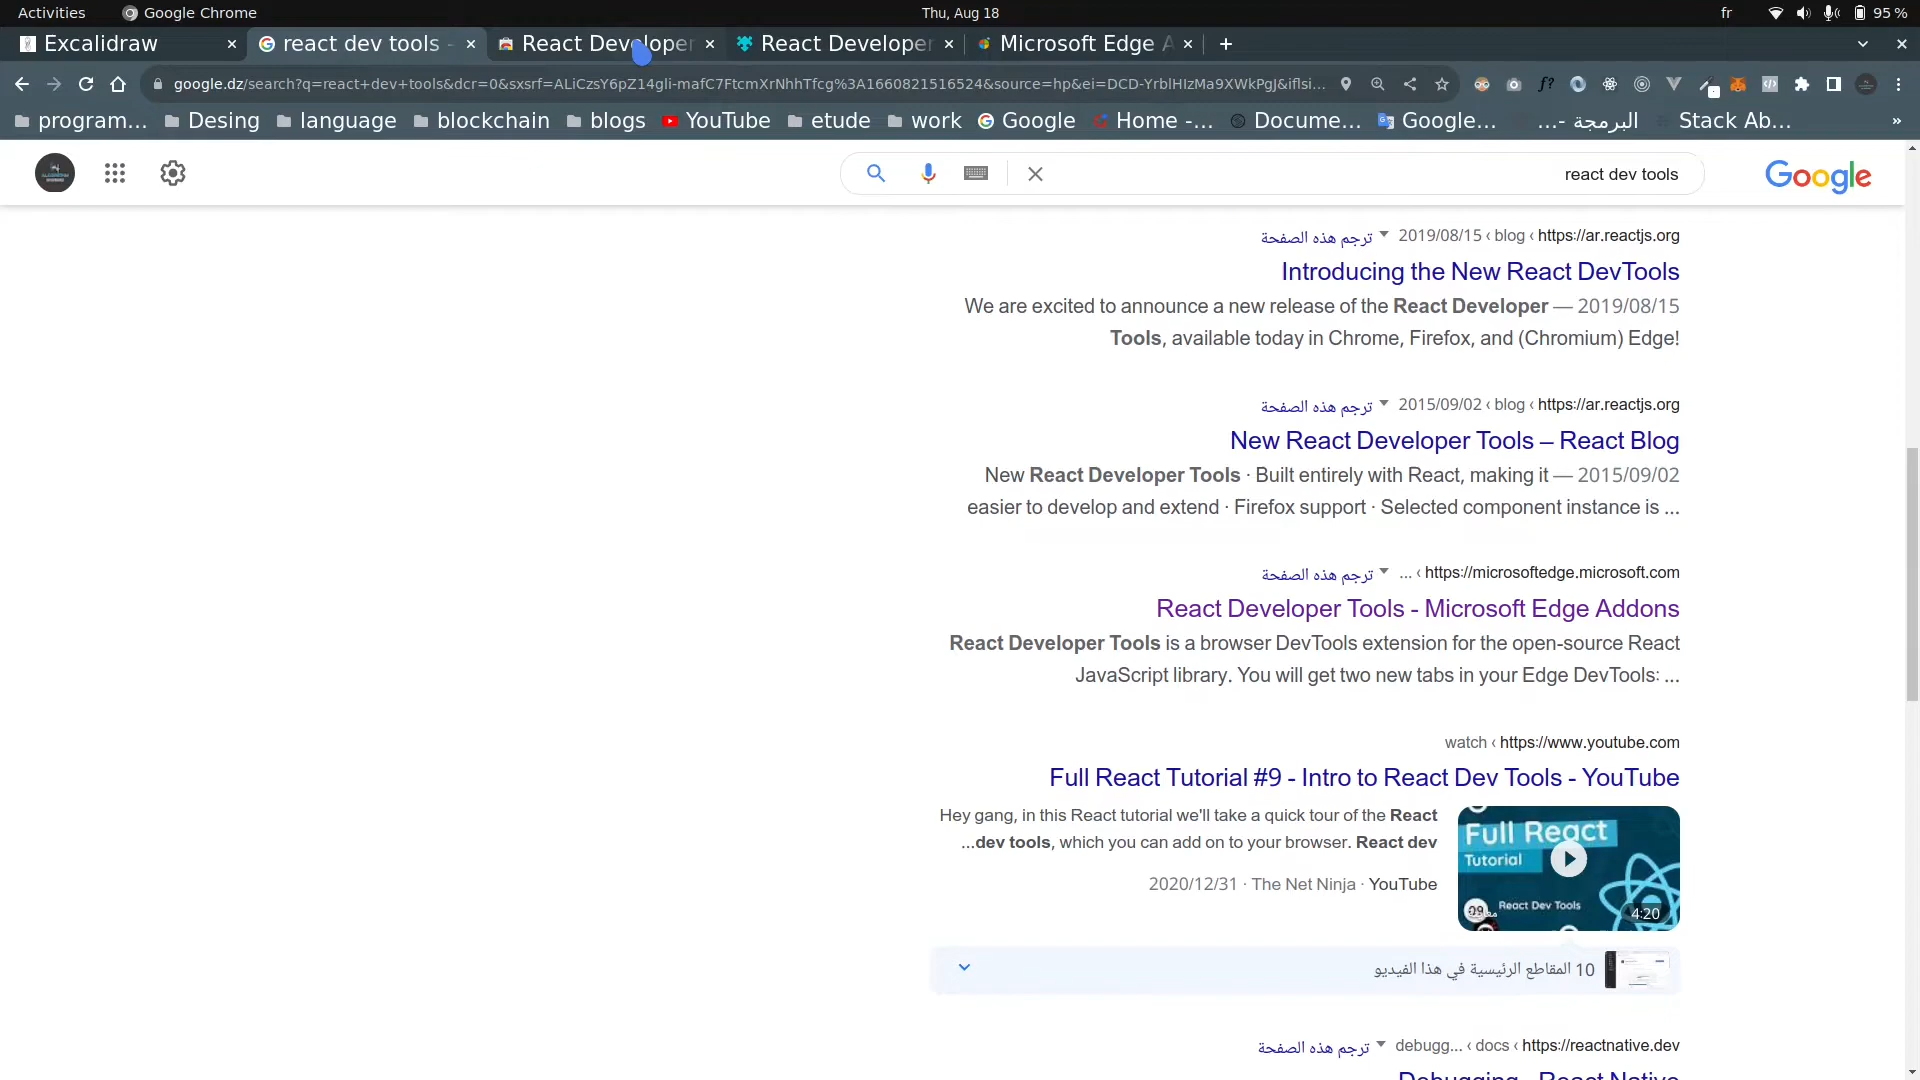 Activities Google Chrome Thu, Aug 18 fr 95 %
Excalidraw react dev tools - React Developer React Developer Microsoft Edge A
google.dz/search?q=react+dev+tools&dcr=0&sxsrf=ALiCzsY6pZ14gli-mafC7FtcmXrNhhTfcg%3A1660821516524&source=hp&ei=DCD-YrblHIzMa9XWkPgJ&iflsi...
program... Desing language blockchain blogs YouTube etude work Google Home -... Docume... Google... البرمجة -... Stack Ab... »
react dev tools Google
https://ar.reactjs.org › blog › 2019/08/15 ترجم هذه الصفحة
Introducing the New React DevTools
We are excited to announce a new release of the React Developer — 2019/08/15
Tools, available today in Chrome, Firefox, and (Chromium) Edge!
https://ar.reactjs.org › blog › 2015/09/02 ترجم هذه الصفحة
New React Developer Tools – React Blog
New React Developer Tools · Built entirely with React, making it — 2015/09/02
easier to develop and extend · Firefox support · Selected component instance is ...
https://microsoftedge.microsoft.com › ... ترجم هذه الصفحة
React Developer Tools - Microsoft Edge Addons
React Developer Tools is a browser DevTools extension for the open-source React
JavaScript library. You will get two new tabs in your Edge DevTools: ...
https://www.youtube.com › watch
Full React Tutorial #9 - Intro to React Dev Tools - YouTube
Hey gang, in this React tutorial we'll take a quick tour of the React
...dev tools, which you can add on to your browser. React dev
2020/12/31 · The Net Ninja · YouTube
Full React
Tutorial
09 React Dev Tools
4:20
10 المقاطع الرئيسية في هذا الفيديو
https://reactnative.dev › docs › debugg... ترجم هذه الصفحة
Debugging - React Native